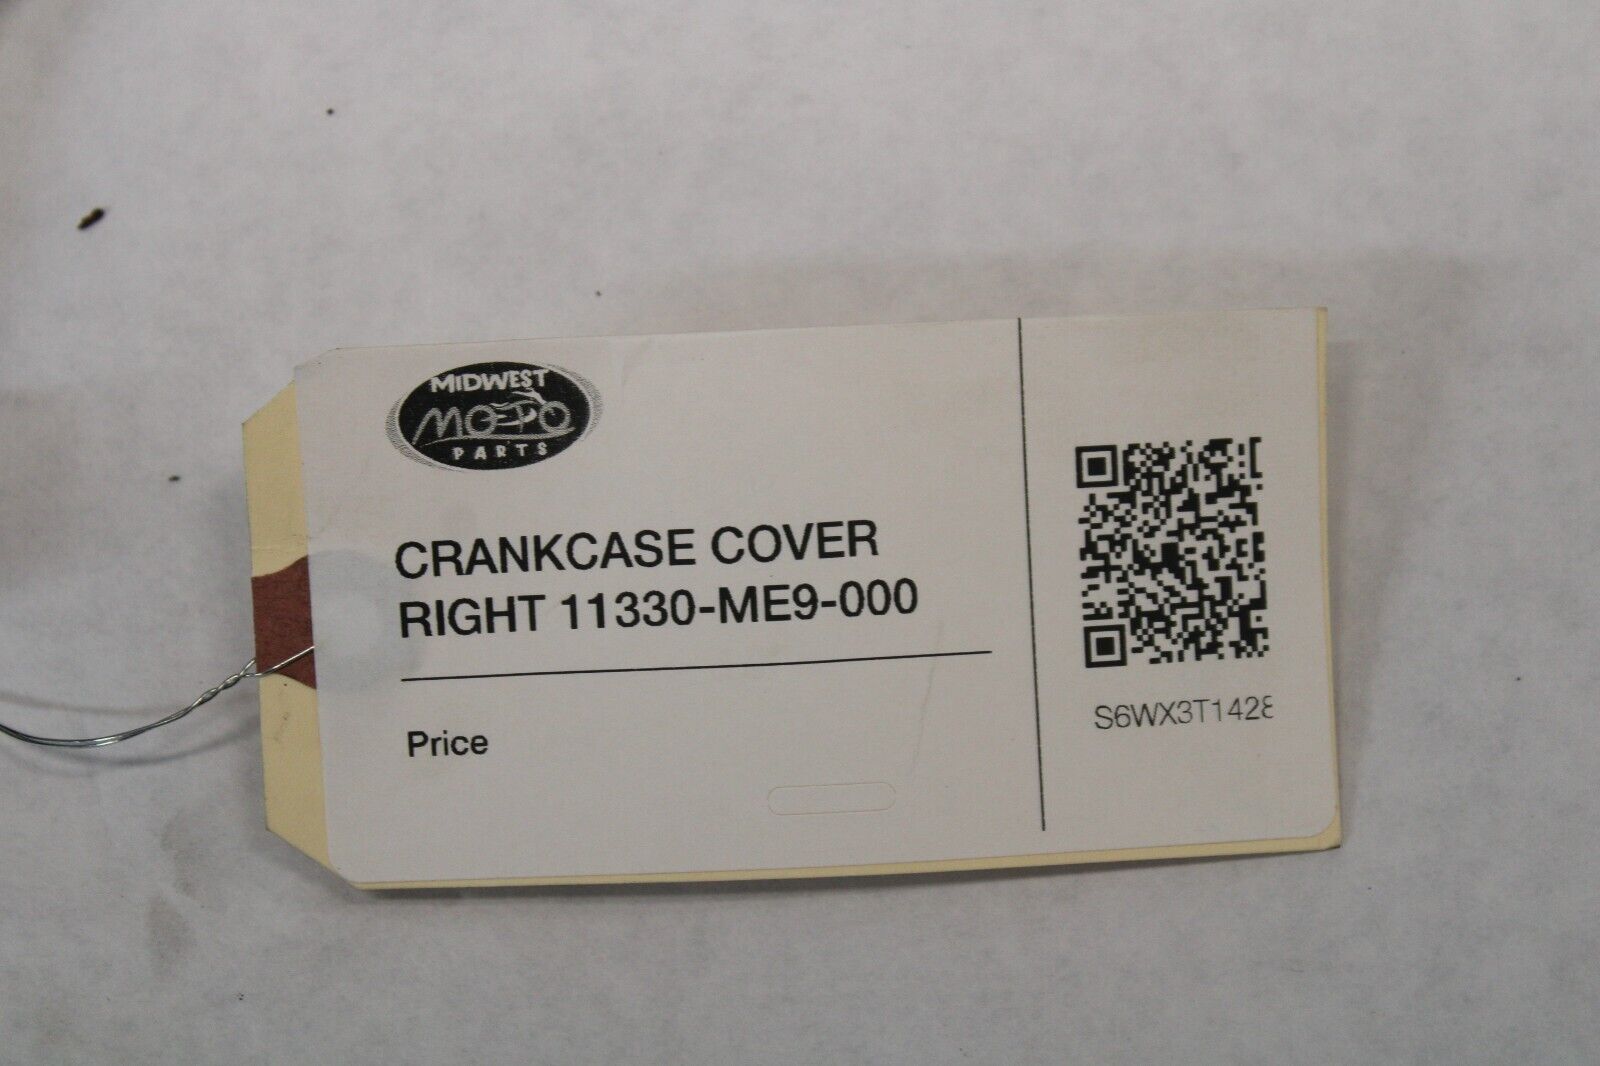 MIDWEST
MOTO
PARTS
CRANKCASE COVER
RIGHT 11330-ME9-000
Price
S6WX3T1428